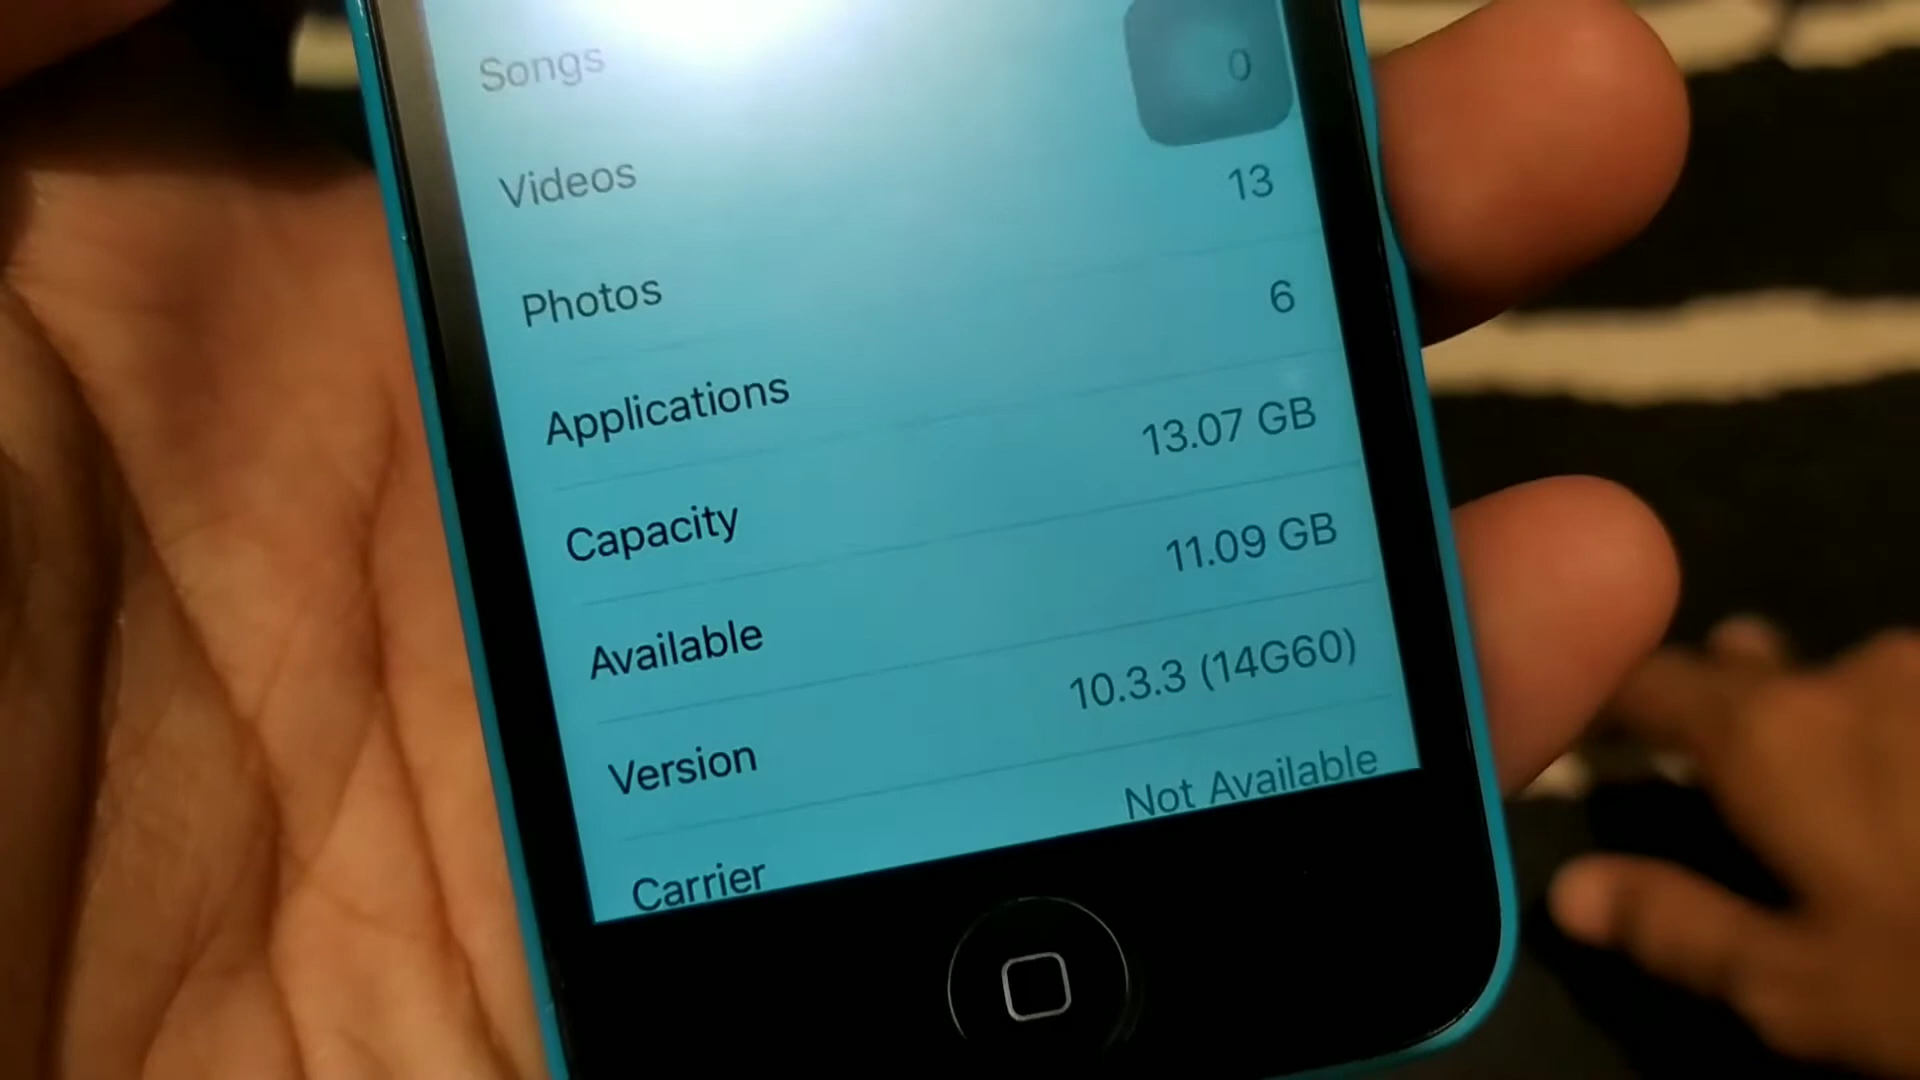 Songs
Videos 0
Photos 13
Applications 6
Capacity 13.07 GB
Available 11.09 GB
Version 10.3.3 (14G60)
Carrier Not Available